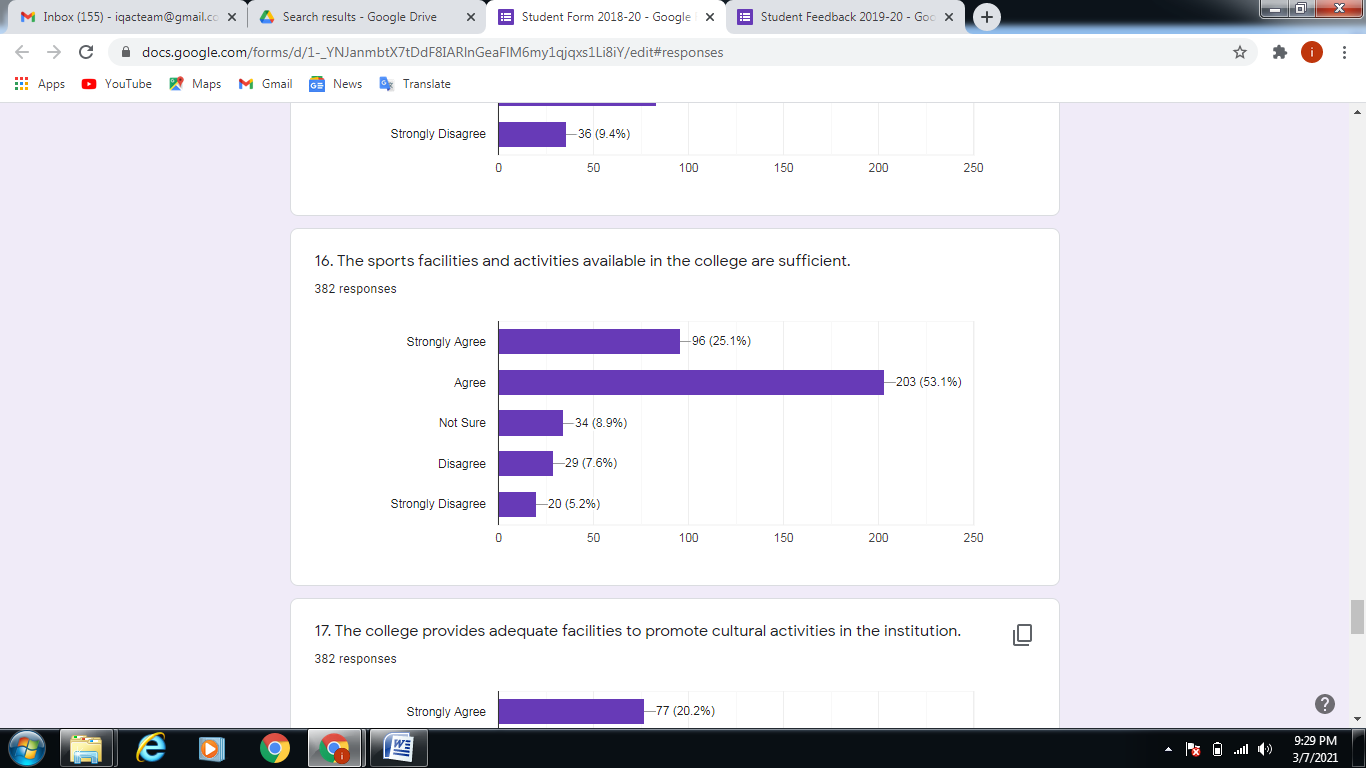 Inbox (155) - iqacteam@gmail.co
Search results - Google Drive
Student Form 2018-20 - Google
Student Feedback 2019-20 - Goo
docs.google.com/forms/d/1-_YNJanmbtX7tDdF8IARlnGeaFIM6my1qjqxs1Li8iY/edit#responses
i
Apps
YouTube
Maps
Gmail
News
Translate
Strongly Disagree
36 (9.4%)
0 50 100 150 200 250
16. The sports facilities and activities available in the college are sufficient.
382 responses
Strongly Agree
96 (25.1%)
Agree
203 (53.1%)
Not Sure
34 (8.9%)
Disagree
29 (7.6%)
Strongly Disagree
20 (5.2%)
0 50 100 150 200 250
17. The college provides adequate facilities to promote cultural activities in the institution.
382 responses
Strongly Agree
77 (20.2%)
9:29 PM
3/7/2021